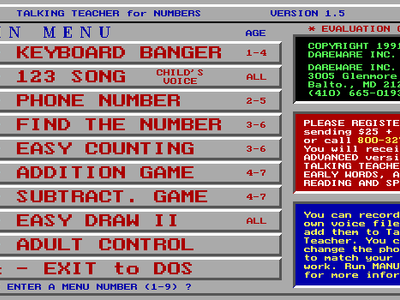 TALKING TEACHER for NUMBERS VERSION 1.5
IN MENU AGE
KEYBOARD BANGER 1-4
123 SONG CHILD'S VOICE ALL
PHONE NUMBER 2-5
FIND THE NUMBER 3-6
EASY COUNTING 3-6
ADDITION GAME 4-7
SUBTRACT. GAME 4-7
EASY DRAW II ALL
ADULT CONTROL
- EXIT to DOS
ENTER A MENU NUMBER (1-9) ?
* EVALUATION
COPYRIGHT 1991
DAREWARE INC.
DAREWARE INC.
3005 Glenmore
Balto., MD 21
(410) 665-019
PLEASE REGISTE
sending $25 +
or call 800-32
You will recei
ADVANCED versi
TALKING TEACHE
EARLY WORDS, A
READING AND SP
You can record
own voice file
add them to Ta
Teacher. You c
change the pho
to match your
work. Run MANU
for more infor